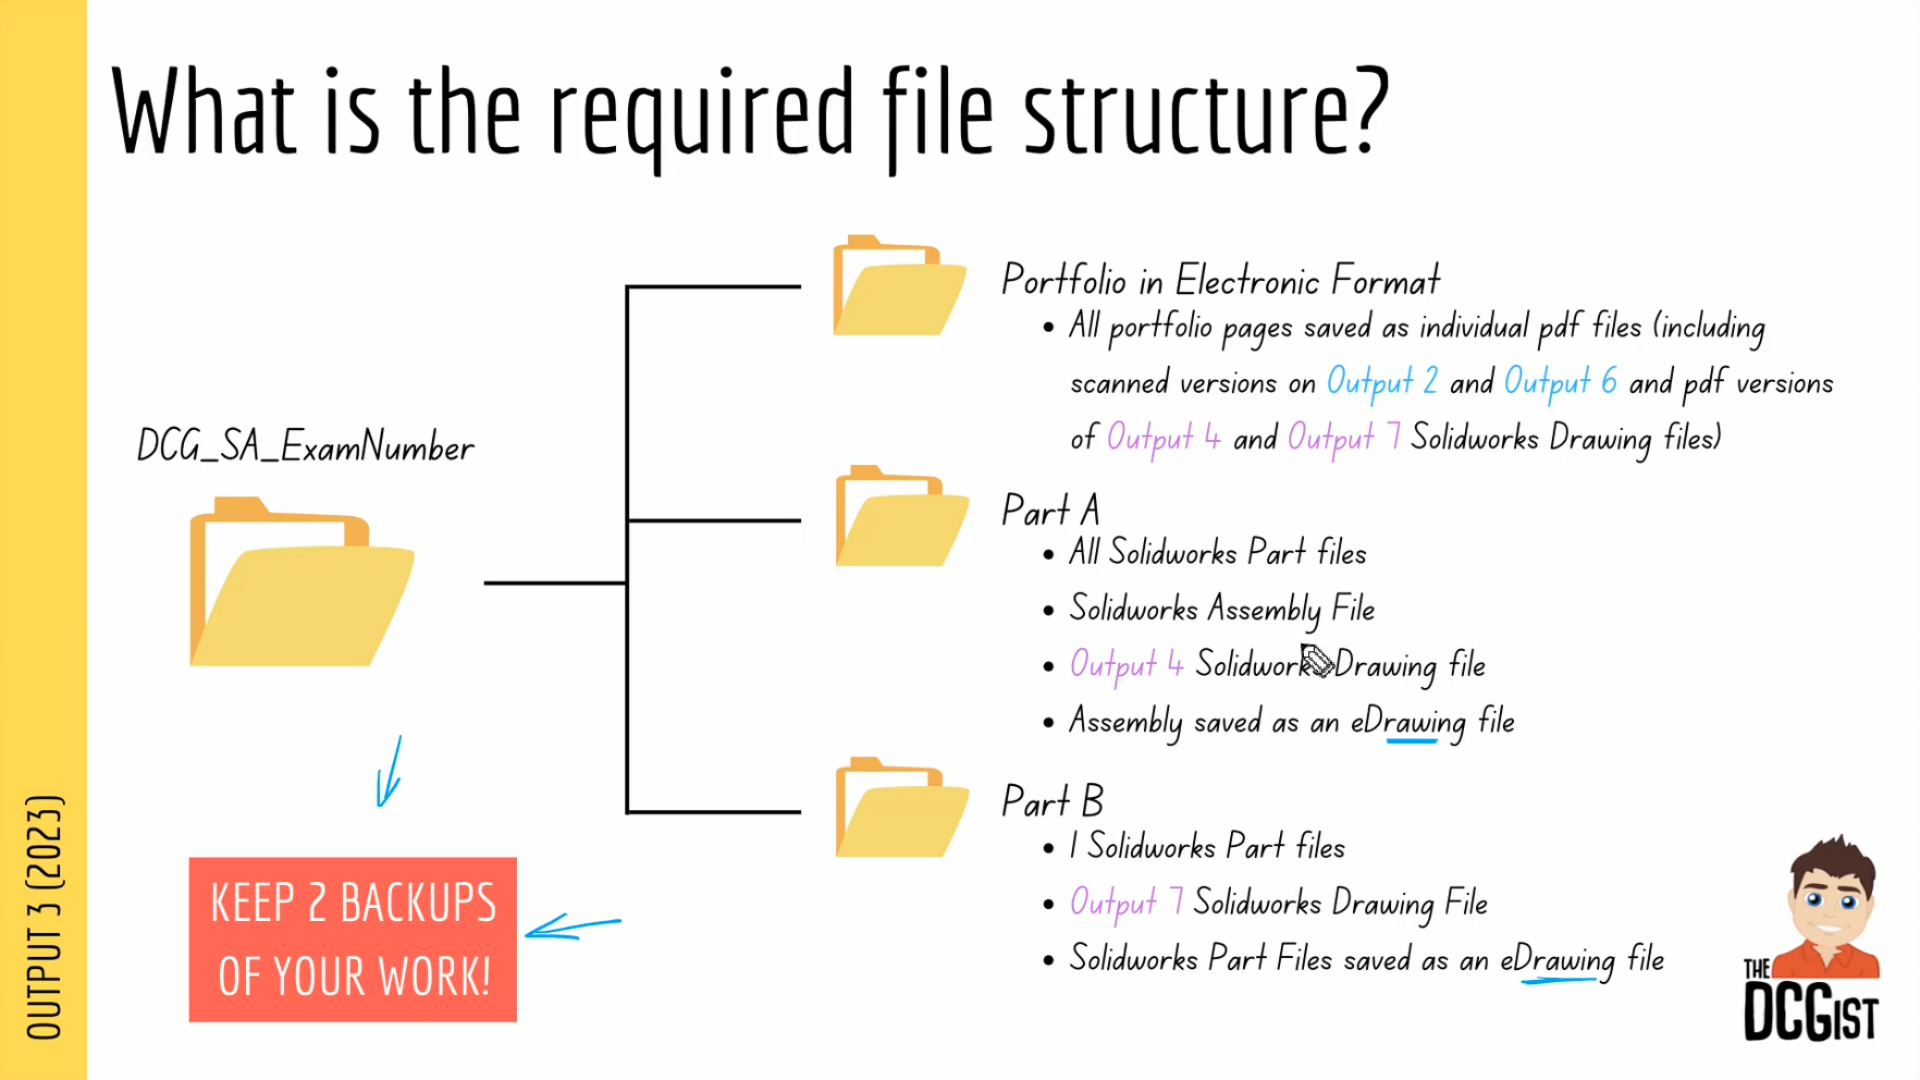 What is the required file structure?
Portfolio in Electronic Format
• All portfolio pages saved as individual pdf files (including
scanned versions on Output 2 and Output 6 and pdf versions
of Output 4 and Output 7 Solidworks Drawing files)
DCG_SA_ExamNumber
Part A
• All Solidworks Part files
• Solidworks Assembly File
• Output 4 Solidworks Drawing file
• Assembly saved as an eDrawing file
Part B
• 1 Solidworks Part files
• Output 7 Solidworks Drawing File
• Solidworks Part Files saved as an eDrawing file
KEEP 2 BACKUPS
OF YOUR WORK!
OUTPUT 3 (2023)
THE
DCGIST